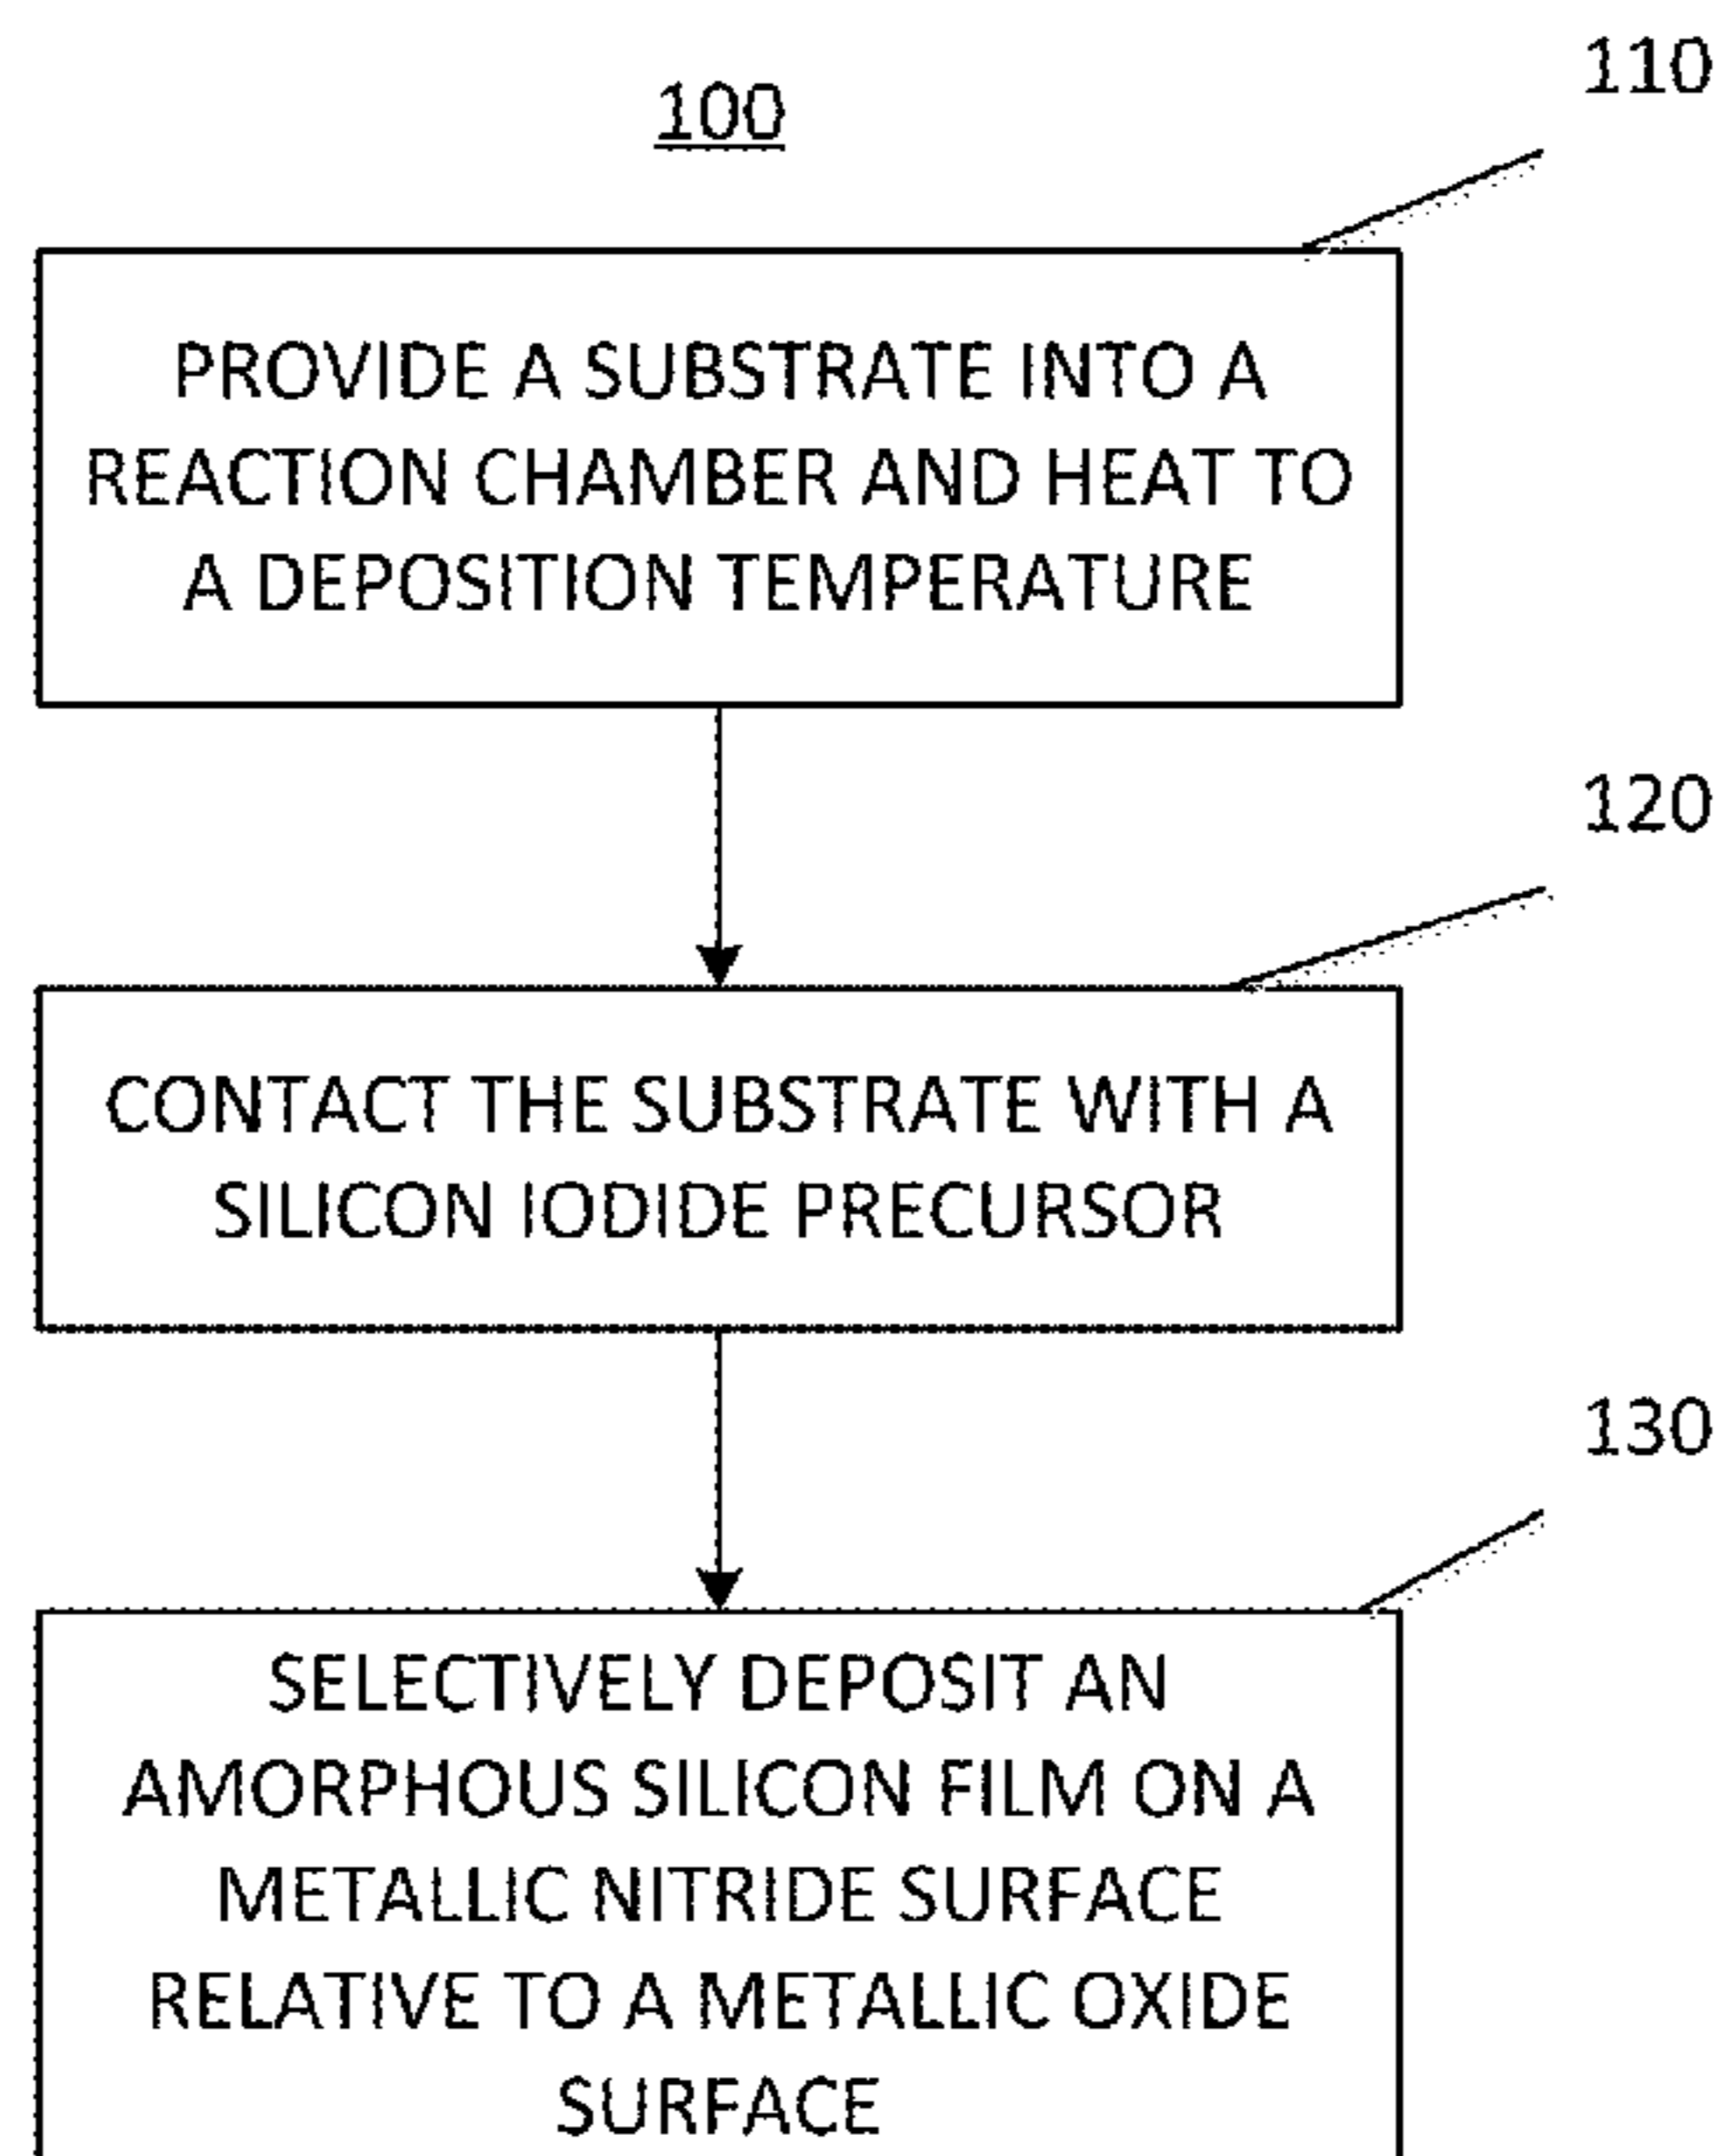 110
100
PROVIDE A SUBSTRATE INTO A
REACTION CHAMBER AND HEAT TO
A DEPOSITION TEMPERATURE
120
CONTACT THE SUBSTRATE WITH A
SILICON IODIDE PRECURSOR
130
SELECTIVELY DEPOSIT AN
AMORPHOUS SILICON FILM ON A
METALLIC NITRIDE SURFACE
RELATIVE TO A METALLIC OXIDE
SURFACE